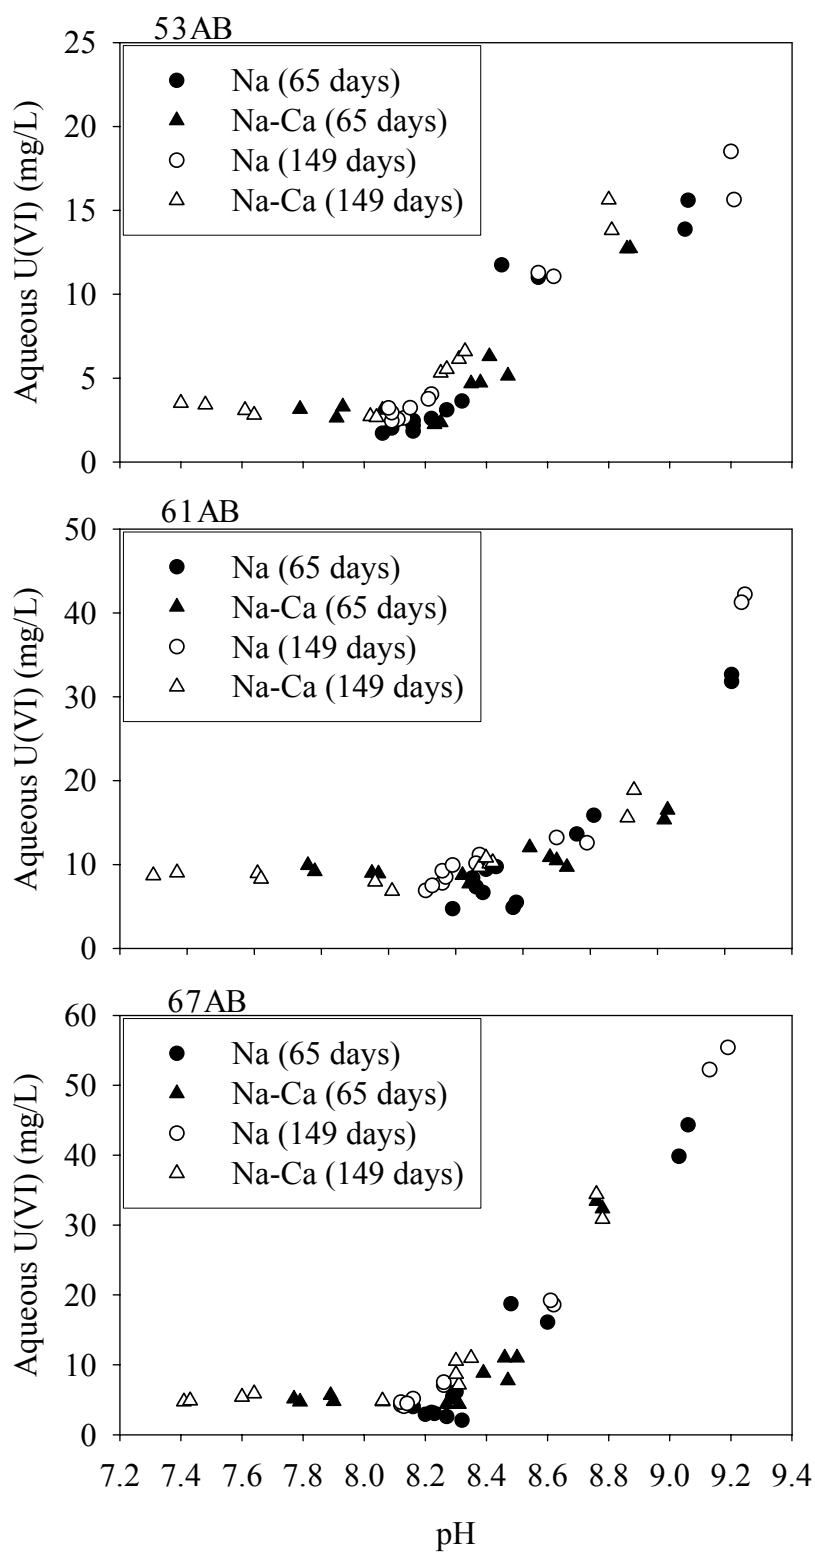 53AB
25
20
15
10
5
0
Aqueous U(VI) (mg/L)
Na (65 days)
Na-Ca (65 days)
Na (149 days)
Na-Ca (149 days)
61AB
50
40
30
20
10
0
Aqueous U(VI) (mg/L)
Na (65 days)
Na-Ca (65 days)
Na (149 days)
Na-Ca (149 days)
67AB
60
50
40
30
20
10
0
Aqueous U(VI) (mg/L)
Na (65 days)
Na-Ca (65 days)
Na (149 days)
Na-Ca (149 days)
7.2 7.4 7.6 7.8 8.0 8.2 8.4 8.6 8.8 9.0 9.2 9.4
pH